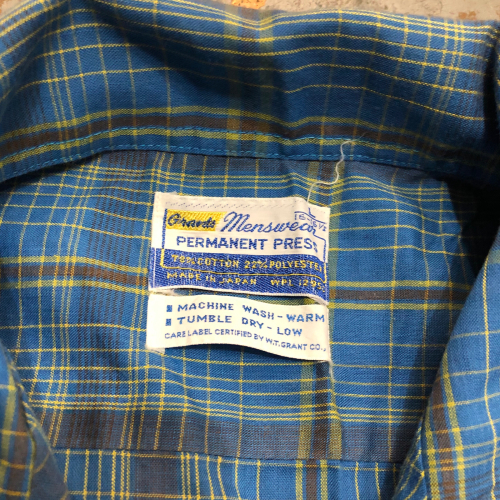 Grants Menswear
PERMANENT PRESS
COTTON 22% POLYESTER
MADE IN JAPAN WPL
MACHINE WASH-WARM
TUMBLE DRY-LOW
CARE LABEL CERTIFIED BY W.T. GRANT CO.